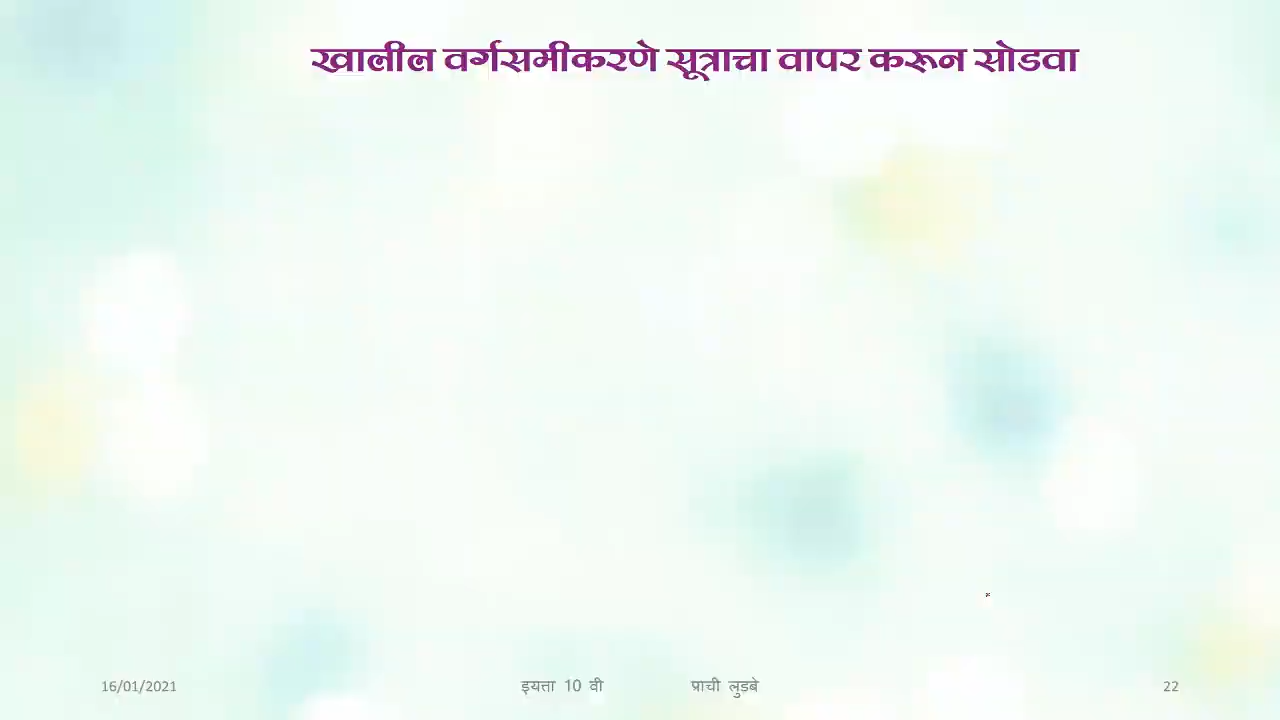 खालील वर्गसमीकरणे सूत्राचा वापर करून सोडवा
16/01/2021 इयत्ता 10 वी प्राची लुडबे 22